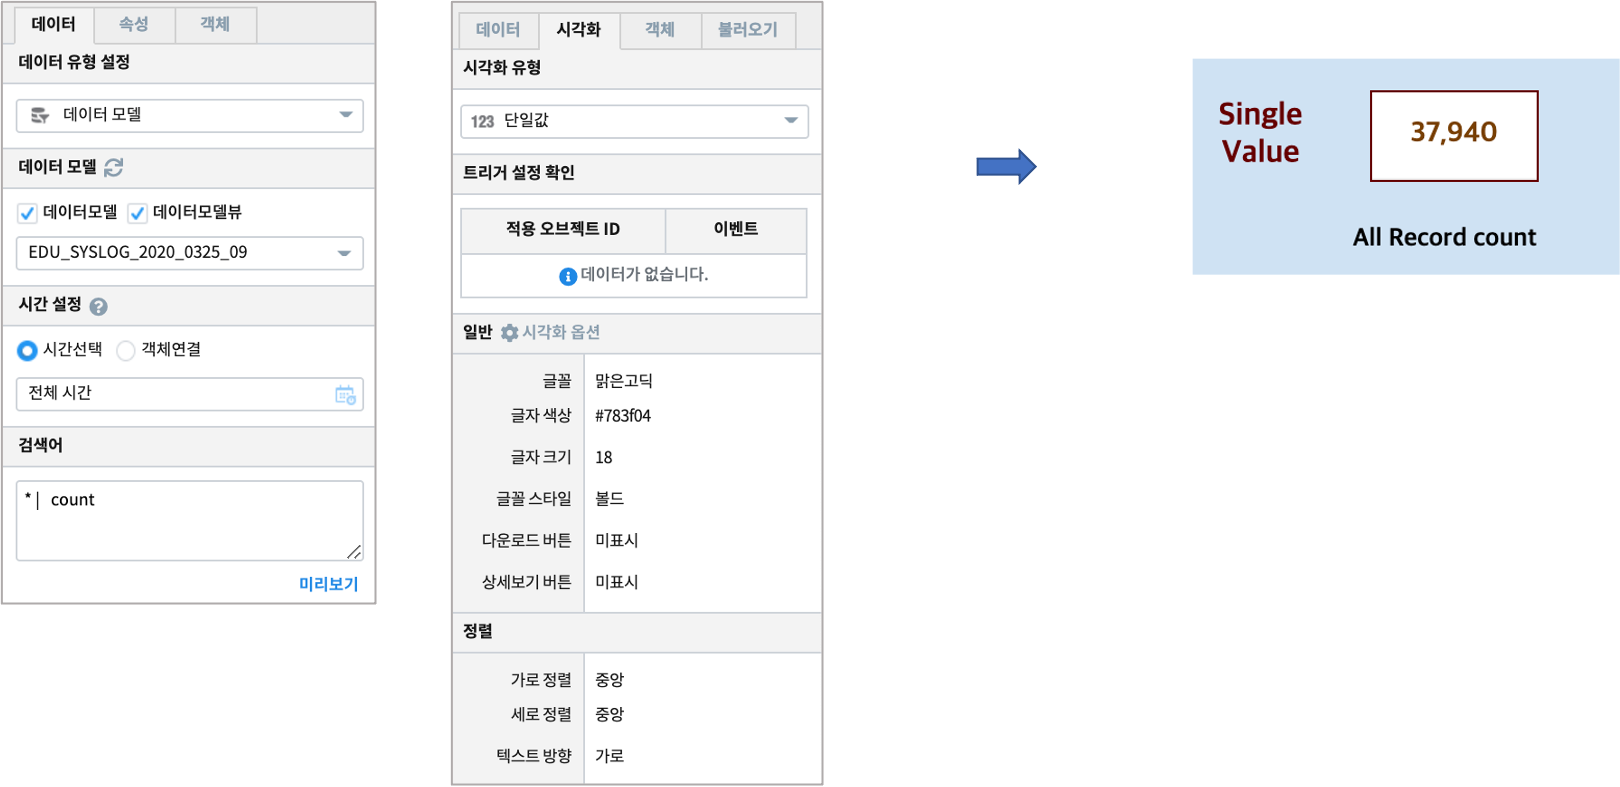 데이터 속성 객체
데이터 유형 설정
데이터 모델
데이터 모델
데이터모델 데이터모델뷰
EDU_SYSLOG_2020_0325_09
시간 설정 ?
시간선택 객체연결
전체 시간
검색어
* | count
미리보기
데이터 시각화 객체 불러오기
시각화 유형
123 단일값
트리거 설정 확인
적용 오브젝트 ID 이벤트
데이터가 없습니다.
일반 시각화 옵션
글꼴 맑은고딕
글자 색상 #783f04
글자 크기 18
글꼴 스타일 볼드
다운로드 버튼 미표시
상세보기 버튼 미표시
정렬
가로 정렬 중앙
세로 정렬 중앙
텍스트 방향 가로
Single
Value
37,940
All Record count